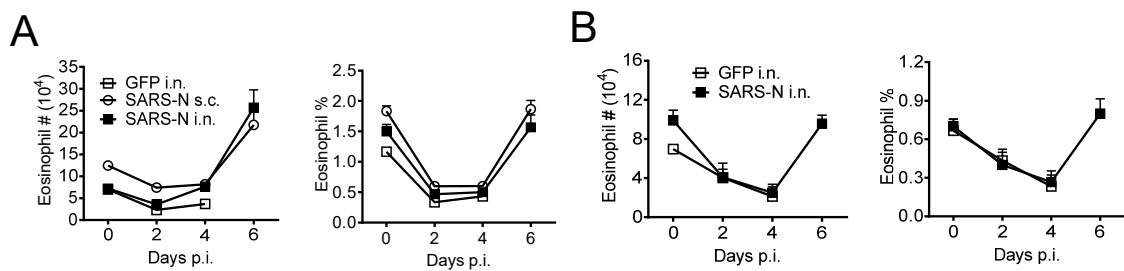 A
Eosinophil # (10⁴)
35
30
25
20
15
10
5
0
GFP i.n.
SARS-N s.c.
SARS-N i.n.
0 2 4 6
Days p.i.
Eosinophil %
2.5
2.0
1.5
1.0
0.5
0.0
0 2 4 6
Days p.i.
B
Eosinophil # (10⁴)
16
12
8
4
0
GFP i.n.
SARS-N i.n.
0 2 4 6
Days p.i.
Eosinophil %
1.2
0.9
0.6
0.3
0.0
0 2 4 6
Days p.i.